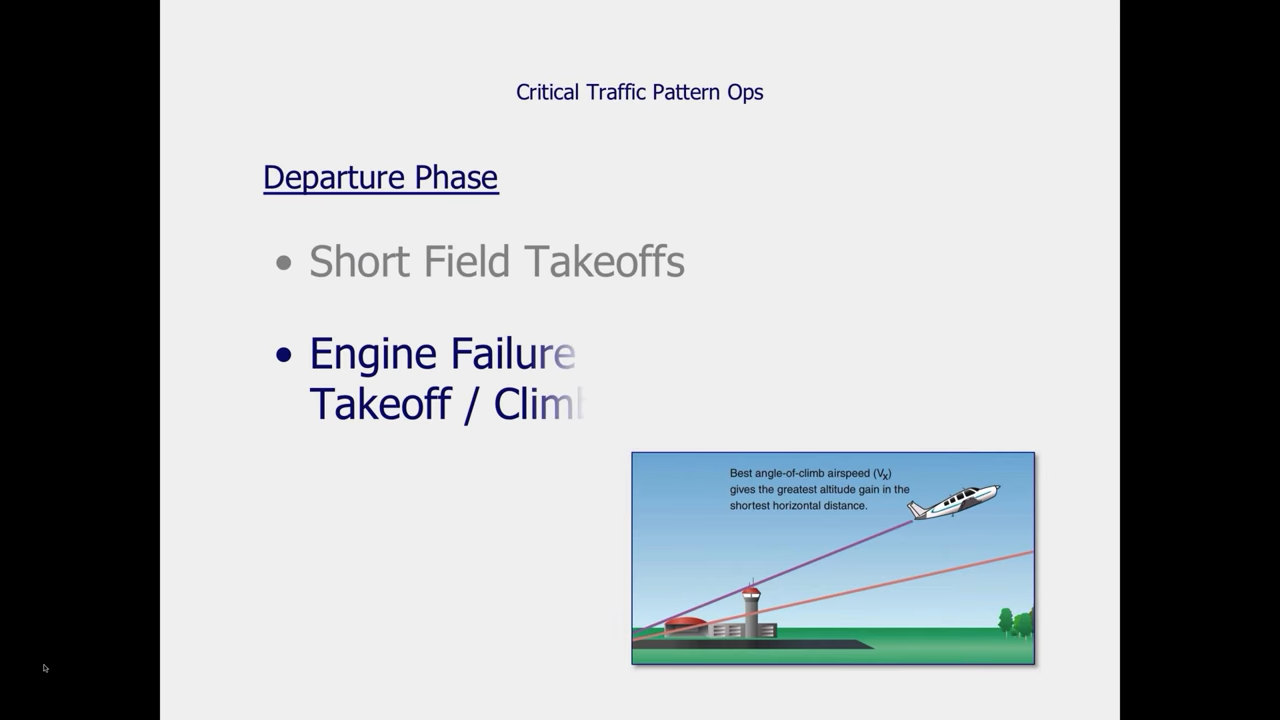 Critical Traffic Pattern Ops
Departure Phase
• Short Field Takeoffs
• Engine Failure
Takeoff / Climb
Best angle-of-climb airspeed (Vx)
gives the greatest altitude gain in the
shortest horizontal distance.